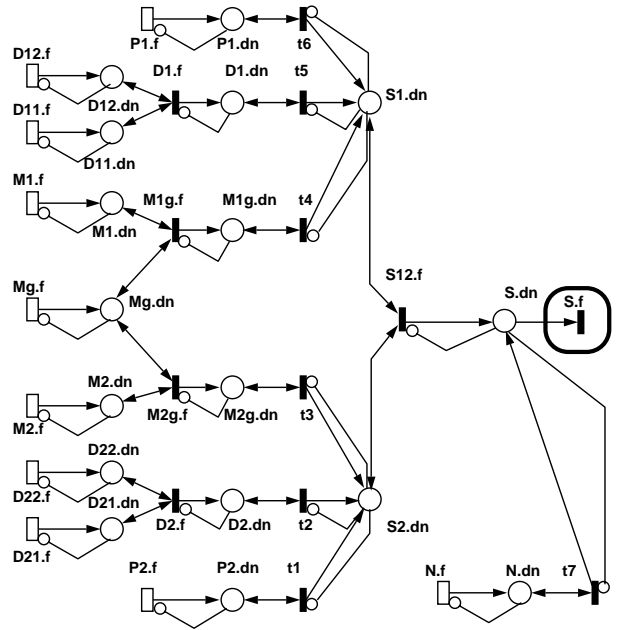 P1.f P1.dn t6
D12.f
D1.f D1.dn t5
D12.dn
S1.dn
D11.f
D11.dn
M1.f
M1g.f M1g.dn t4
M1.dn
S12.f
Mg.f
Mg.dn
S.dn S.f
M2.dn
M2g.f M2g.dn t3
M2.f
D22.dn
D22.f D21.dn
D2.f D2.dn t2
S2.dn
D21.f
P2.f P2.dn t1
N.f N.dn t7